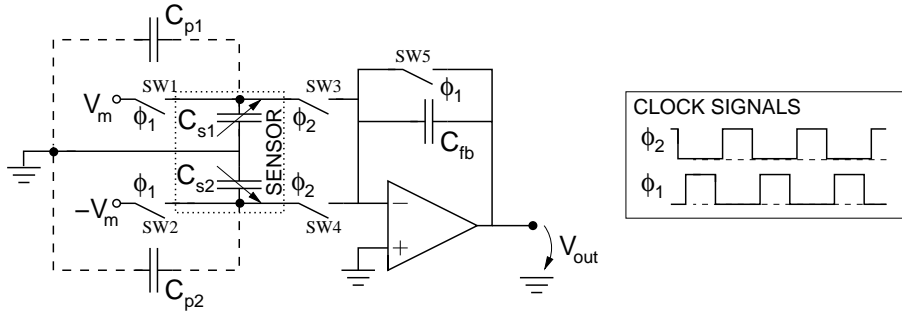 C_p1
SW1
SW3
SW5
V_m
ϕ_1
C_s1
ϕ_2
ϕ_1
C_fb
SENSOR
C_s2
ϕ_1
ϕ_2
−V_m
SW2
SW4
−
+
V_out
C_p2
CLOCK SIGNALS
ϕ_2
ϕ_1